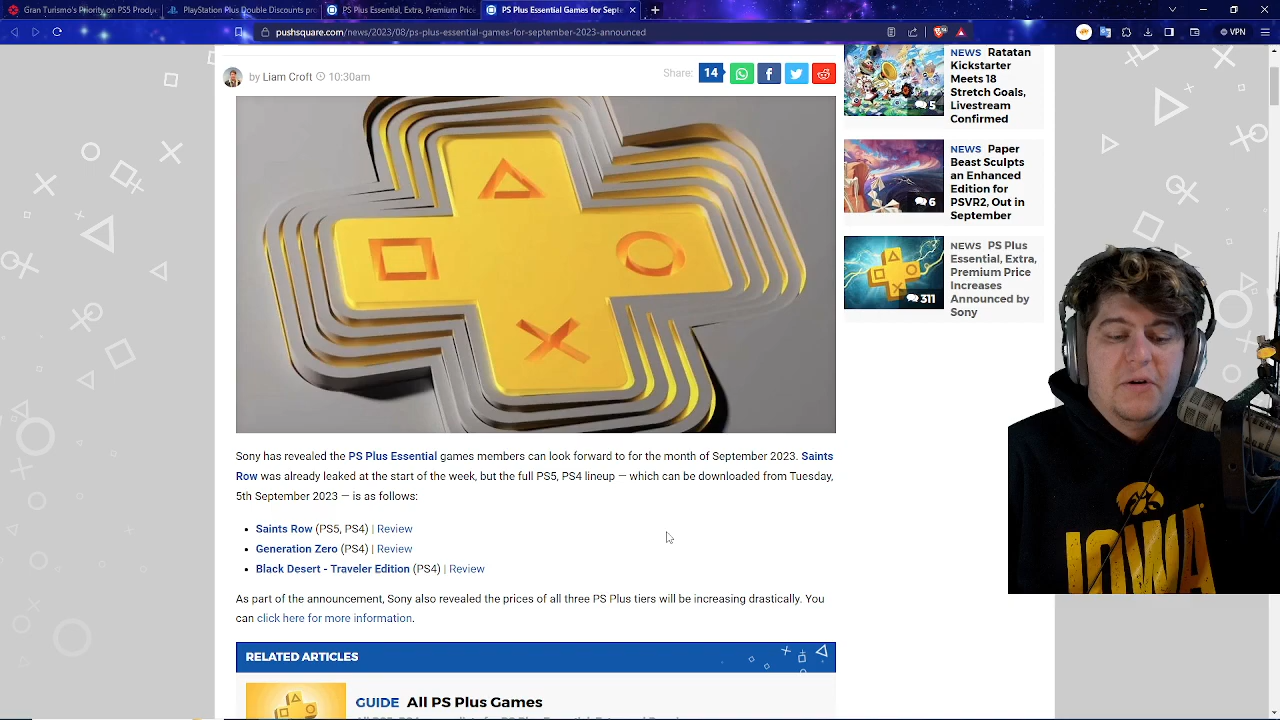 Gran Turismo's Priority on PS5 Produc
PlayStation Plus Double Discounts pro
PS Plus Essential, Extra, Premium Price
PS Plus Essential Games for Septe
pushsquare.com/news/2023/08/ps-plus-essential-games-for-september-2023-announced
VPN
by Liam Croft 10:30am
Share:
14
Sony has revealed the PS Plus Essential games members can look forward to for the month of September 2023. Saints
Row was already leaked at the start of the week, but the full PS5, PS4 lineup — which can be downloaded from Tuesday,
5th September 2023 — is as follows:
• Saints Row (PS5, PS4) | Review
• Generation Zero (PS4) | Review
• Black Desert - Traveler Edition (PS4) | Review
As part of the announcement, Sony also revealed the prices of all three PS Plus tiers will be increasing drastically. You
can click here for more information.
RELATED ARTICLES
GUIDE All PS Plus Games
NEWS Ratatan
Kickstarter
Meets 18
Stretch Goals,
Livestream
Confirmed
5
NEWS Paper
Beast Sculpts
an Enhanced
Edition for
PSVR2, Out in
September
6
NEWS PS Plus
Essential, Extra,
Premium Price
Increases
Announced by
Sony
311
IOWA